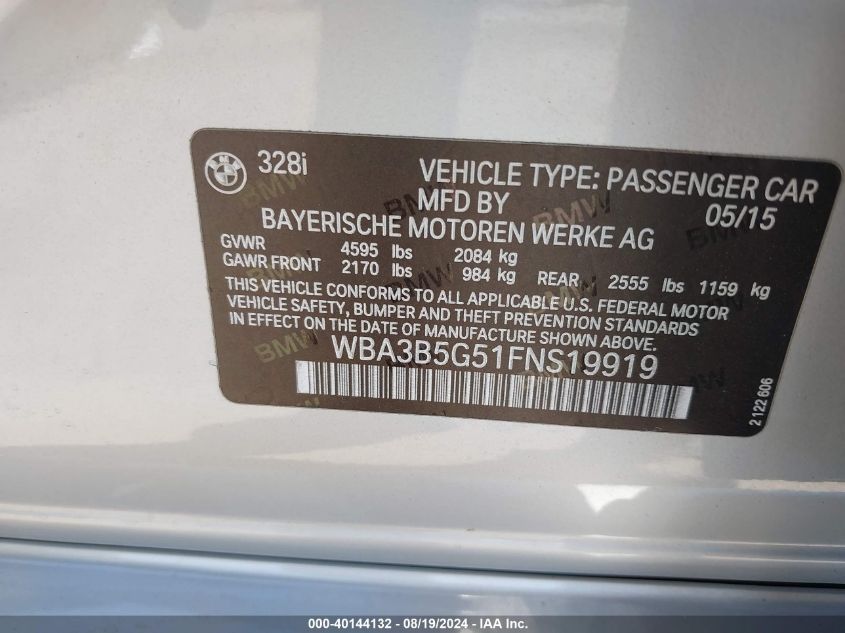 328i
VEHICLE TYPE: PASSENGER CAR
MFD BY 05/15
BAYERISCHE MOTOREN WERKE AG
GVWR 4595 lbs 2084 kg
GAWR FRONT 2170 lbs 984 kg REAR 2555 lbs 1159 kg
THIS VEHICLE CONFORMS TO ALL APPLICABLE U.S. FEDERAL MOTOR
VEHICLE SAFETY, BUMPER, AND THEFT PREVENTION STANDARDS
IN EFFECT ON THE DATE OF MANUFACTURE SHOWN ABOVE.
WBA3B5G51FNS19919
2 122 606
000-40144132 - 08/19/2024 - IAA Inc.